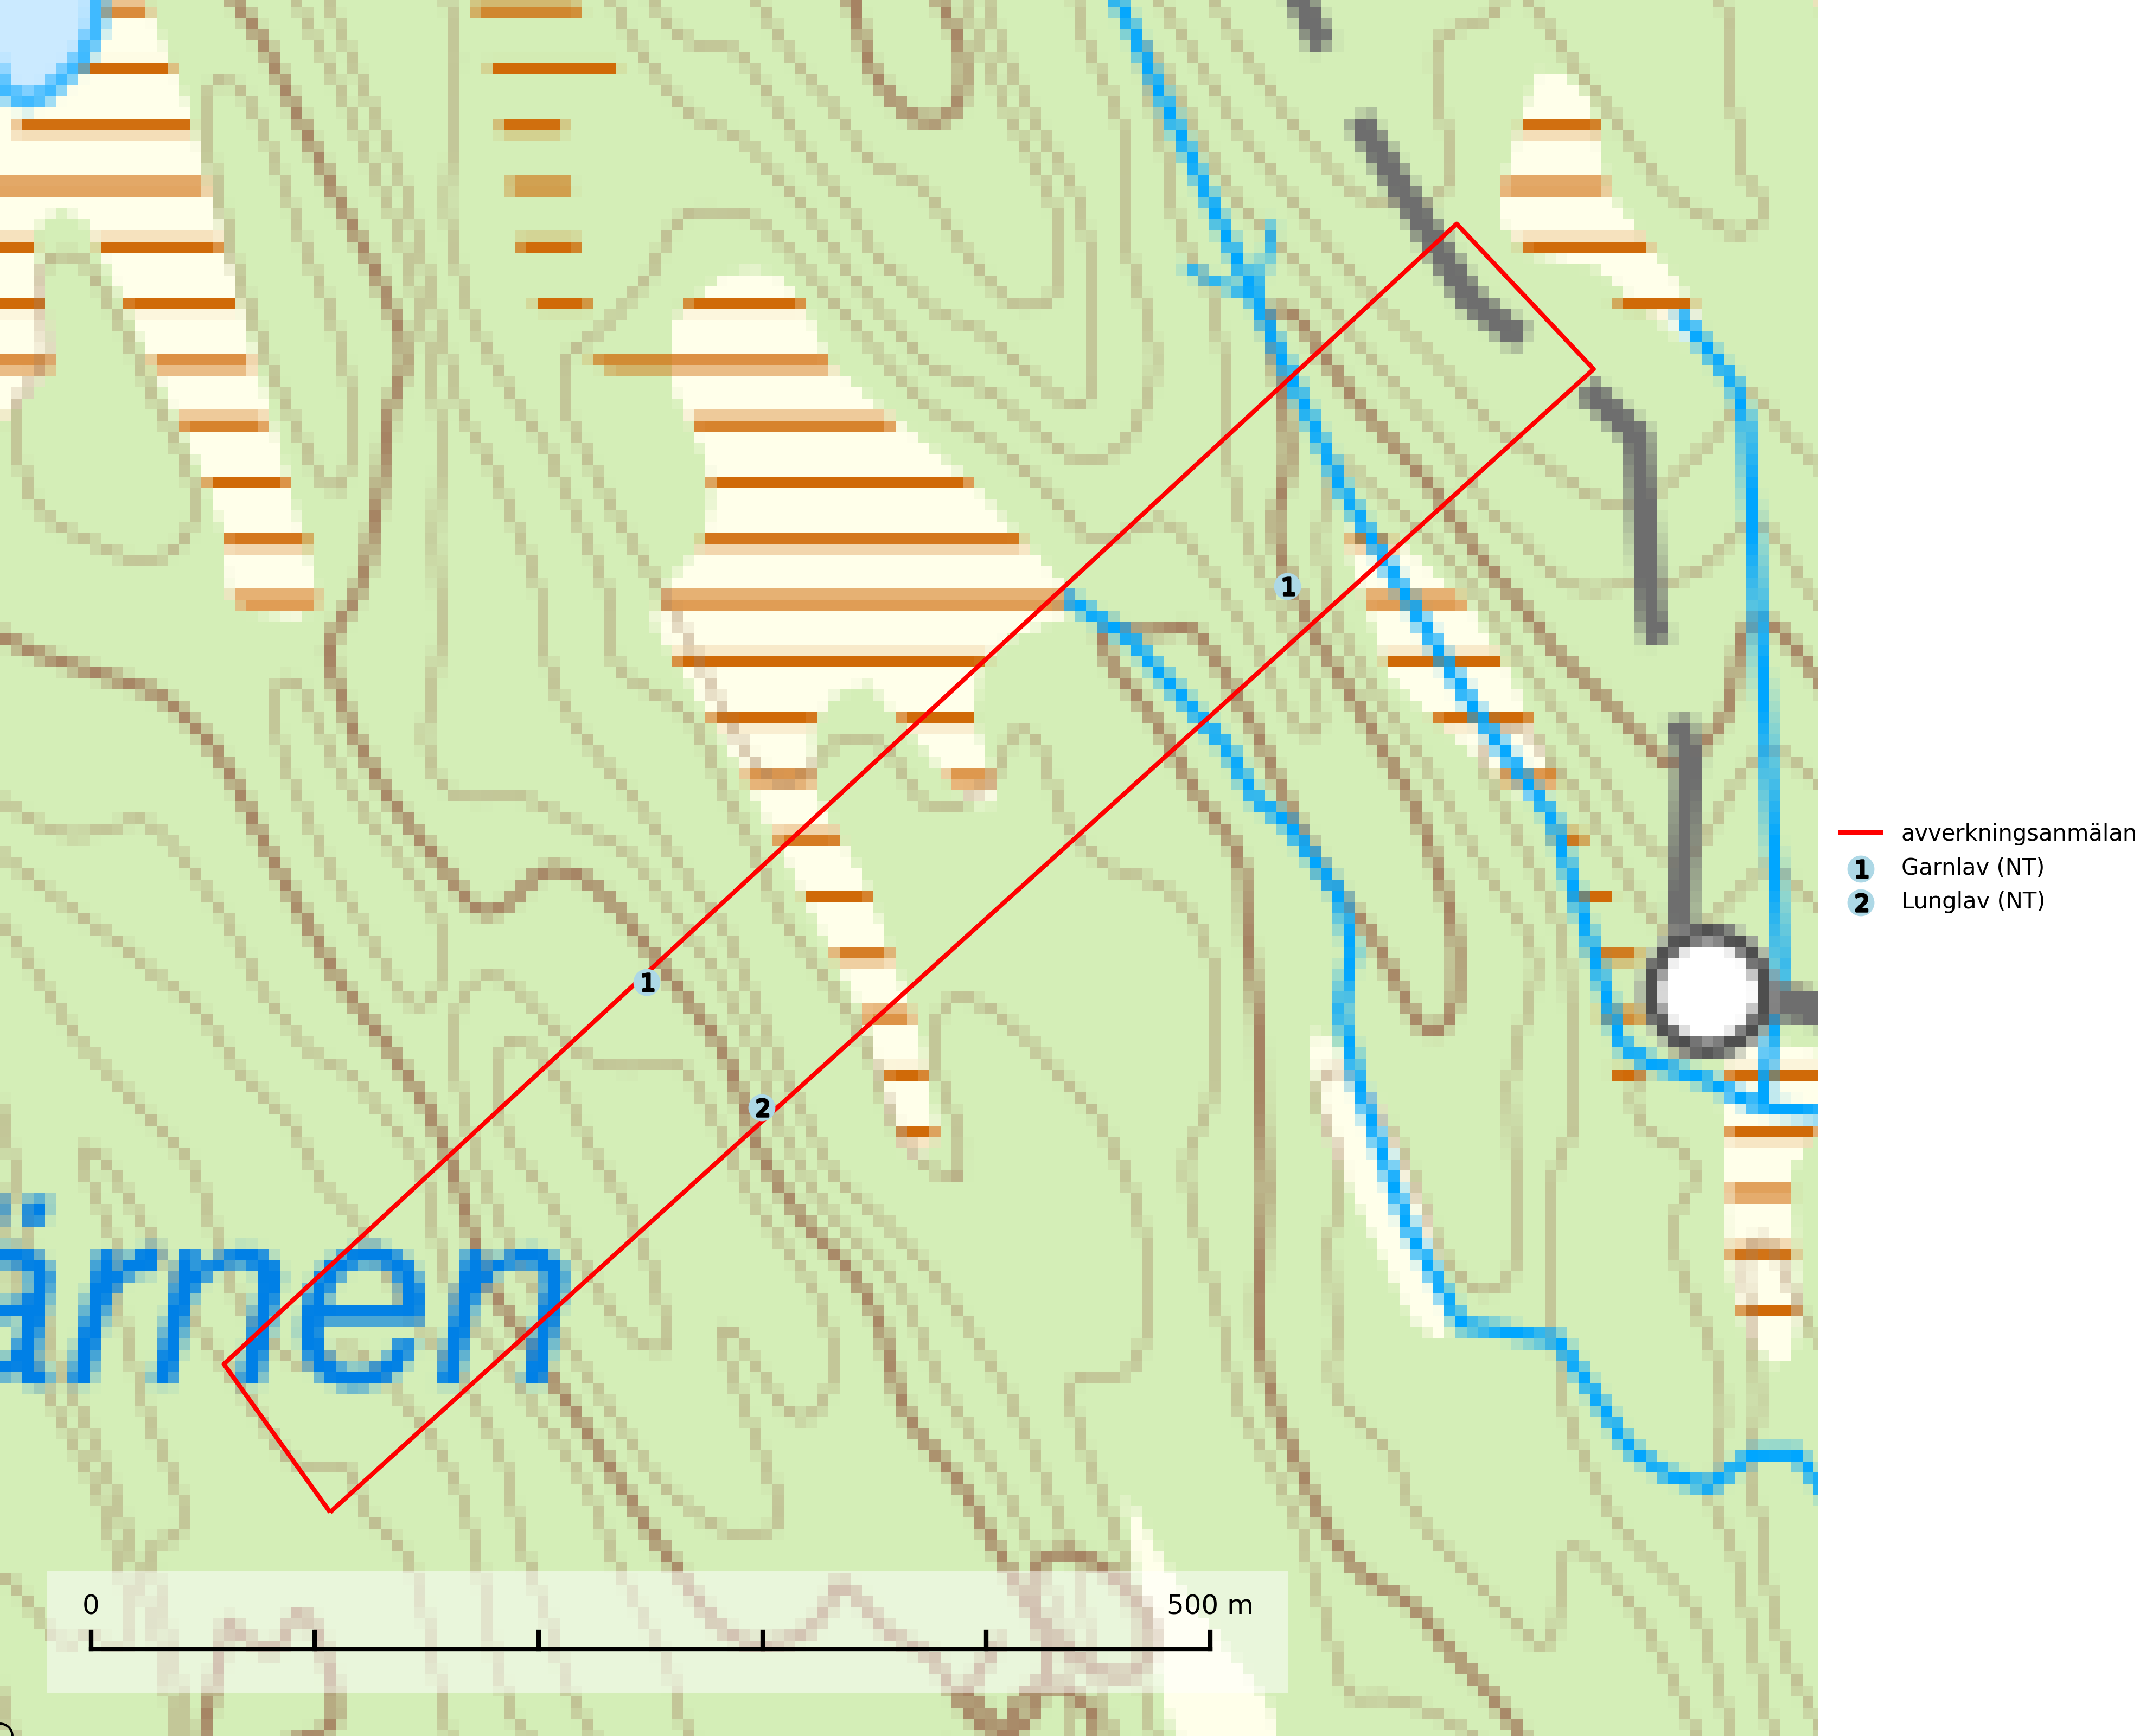 1
1
2
ärnen
0
500 m
avverkningsanmälan
1 Garnlav (NT)
2 Lunglav (NT)